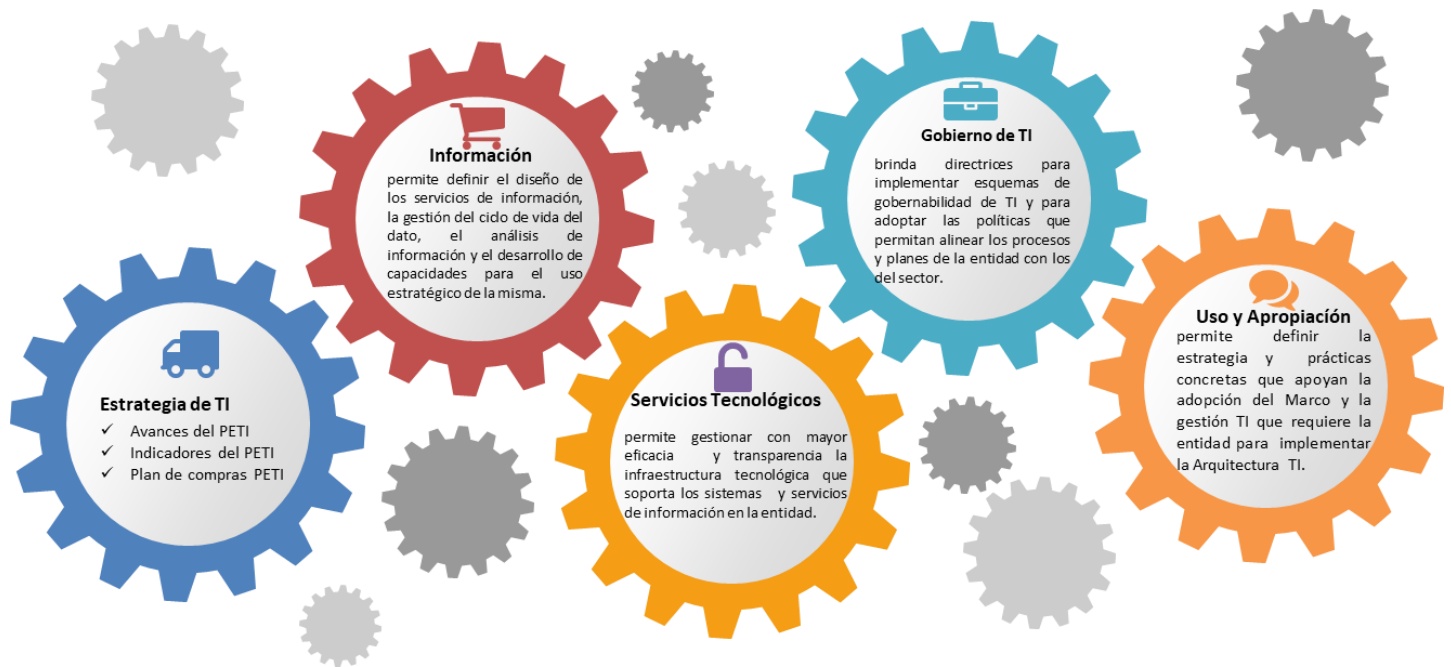 Estrategia de TI
✓ Avances del PETI
✓ Indicadores del PETI
✓ Plan de compras PETI
Información
permite definir el diseño de
los servicios de información,
la gestión del ciclo de vida del
dato, el análisis de
información y el desarrollo de
capacidades para el uso
estratégico de la misma.
Servicios Tecnológicos
permite gestionar con mayor
eficacia y transparencia la
infraestructura tecnológica que
soporta los sistemas y servicios
de información en la entidad.
Gobierno de TI
brinda directrices para
implementar esquemas de
gobernabilidad de TI y para
adoptar las políticas que
permitan alinear los procesos
y planes de la entidad con los
del sector.
Uso y Apropiación
permite definir la
estrategia y prácticas
concretas que apoyan la
adopción del Marco y la
gestión TI que requiere la
entidad para implementar
la Arquitectura TI.